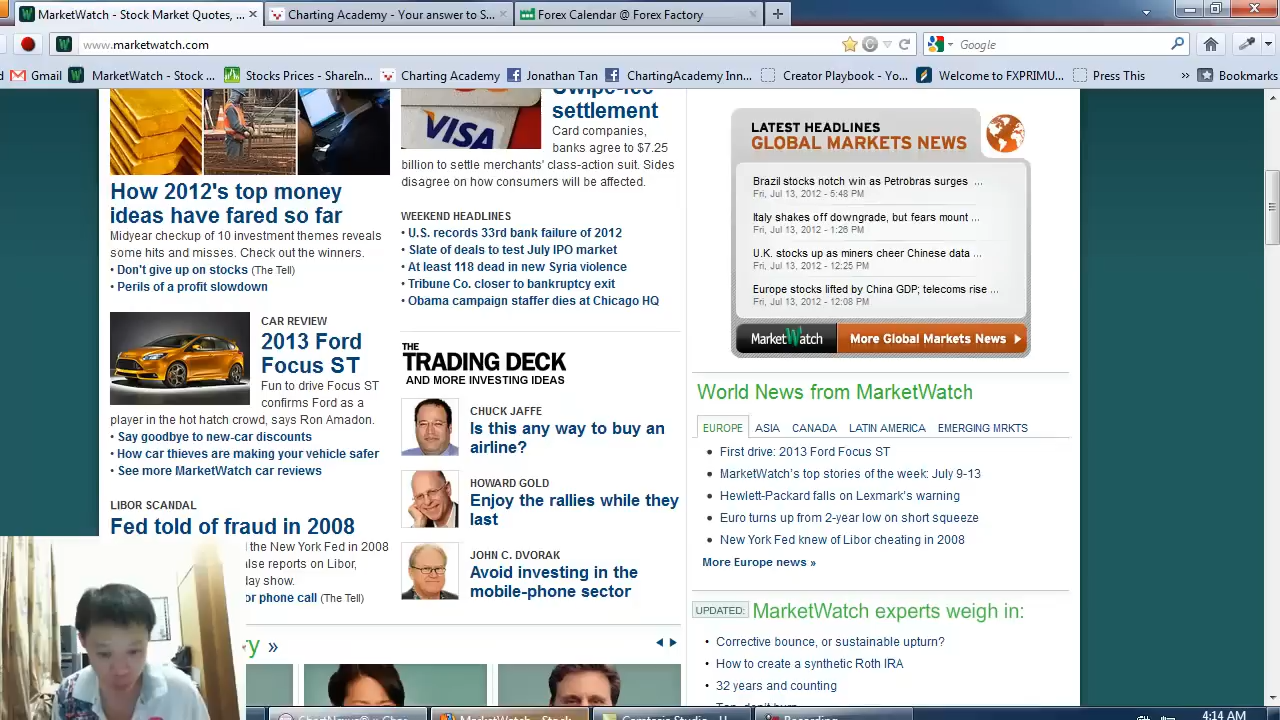 MarketWatch - Stock Market Quotes, ...
Charting Academy - Your answer to S...
Forex Calendar @ Forex Factory
www.marketwatch.com
Google
Gmail
MarketWatch - Stock ...
Stocks Prices - ShareIn...
Charting Academy
Jonathan Tan
ChartingAcademy Inn...
Creator Playbook - Yo...
Welcome to FXPRIMU...
Press This
Bookmarks
How 2012's top money
ideas have fared so far
Midyear checkup of 10 investment themes reveals
some hits and misses. Check out the winners.
• Don't give up on stocks (The Tell)
• Perils of a profit slowdown
CAR REVIEW
2013 Ford
Focus ST
Fun to drive Focus ST
confirms Ford as a
player in the hot hatch crowd, says Ron Amadon.
• Say goodbye to new-car discounts
• How car thieves are making your vehicle safer
• See more MarketWatch car reviews
LIBOR SCANDAL
Fed told of fraud in 2008
the New York Fed in 2008
alse reports on Libor,
day show.
or phone call (The Tell)
VISA
Swipe-fee
settlement
Card companies,
banks agree to $7.25
billion to settle merchants' class-action suit. Sides
disagree on how consumers will be affected.
WEEKEND HEADLINES
• U.S. records 33rd bank failure of 2012
• Slate of deals to test July IPO market
• At least 118 dead in new Syria violence
• Tribune Co. closer to bankruptcy exit
• Obama campaign staffer dies at Chicago HQ
THE
TRADING DECK
AND MORE INVESTING IDEAS
CHUCK JAFFE
Is this any way to buy an
airline?
HOWARD GOLD
Enjoy the rallies while they
last
JOHN C. DVORAK
Avoid investing in the
mobile-phone sector
ry »
LATEST HEADLINES
GLOBAL MARKETS NEWS
Brazil stocks notch win as Petrobras surges ...
Fri, Jul 13, 2012 - 5:48 PM
Italy shakes off downgrade, but fears mount ...
Fri, Jul 13, 2012 - 1:26 PM
U.K. stocks up as miners cheer Chinese data ...
Fri, Jul 13, 2012 - 12:25 PM
Europe stocks lifted by China GDP; telecoms rise ...
Fri, Jul 13, 2012 - 12:08 PM
MarketWatch
More Global Markets News
World News from MarketWatch
EUROPE ASIA CANADA LATIN AMERICA EMERGING MRKTS
• First drive: 2013 Ford Focus ST
• MarketWatch's top stories of the week: July 9-13
• Hewlett-Packard falls on Lexmark's warning
• Euro turns up from 2-year low on short squeeze
• New York Fed knew of Libor cheating in 2008
More Europe news »
UPDATED: MarketWatch experts weigh in:
• Corrective bounce, or sustainable upturn?
• How to create a synthetic Roth IRA
• 32 years and counting
MarketWatch - Stock
4:14 AM